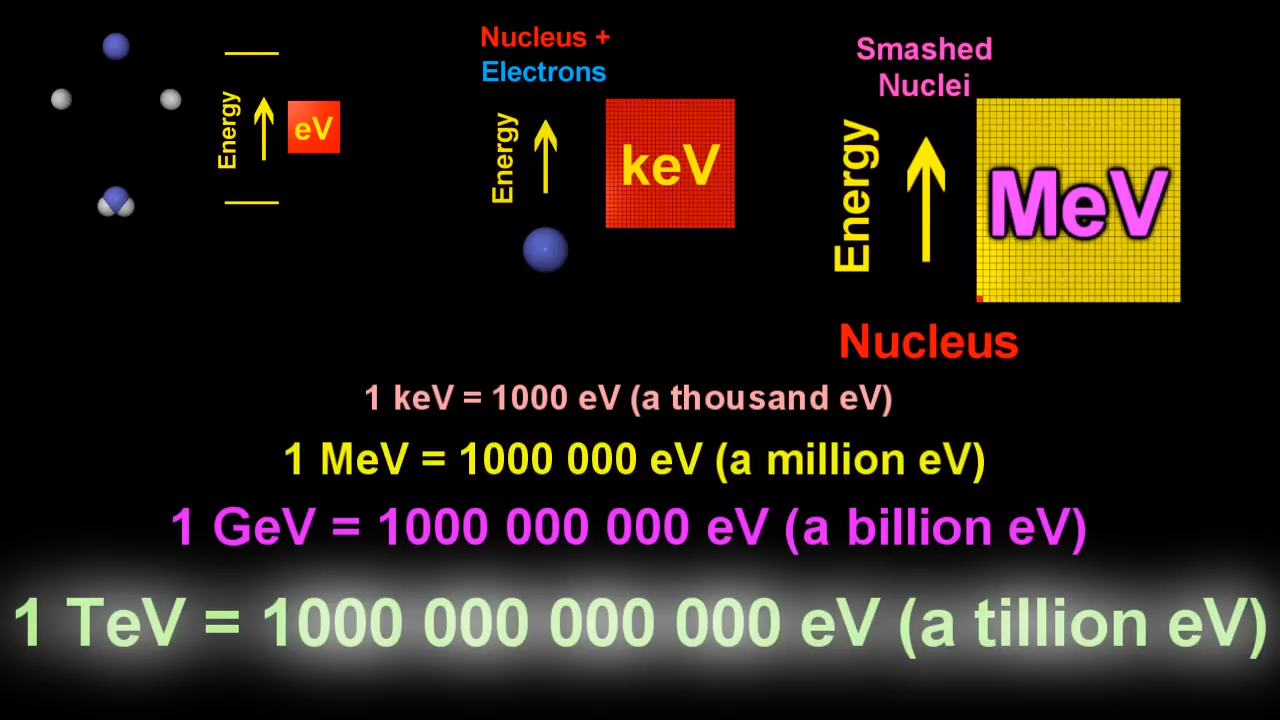 Energy
eV
Nucleus +
Electrons
Energy
keV
Smashed
Nuclei
Energy
MeV
Nucleus
1 keV = 1000 eV (a thousand eV)
1 MeV = 1000 000 eV (a million eV)
1 GeV = 1000 000 000 eV (a billion eV)
1 TeV = 1000 000 000 000 eV (a tillion eV)